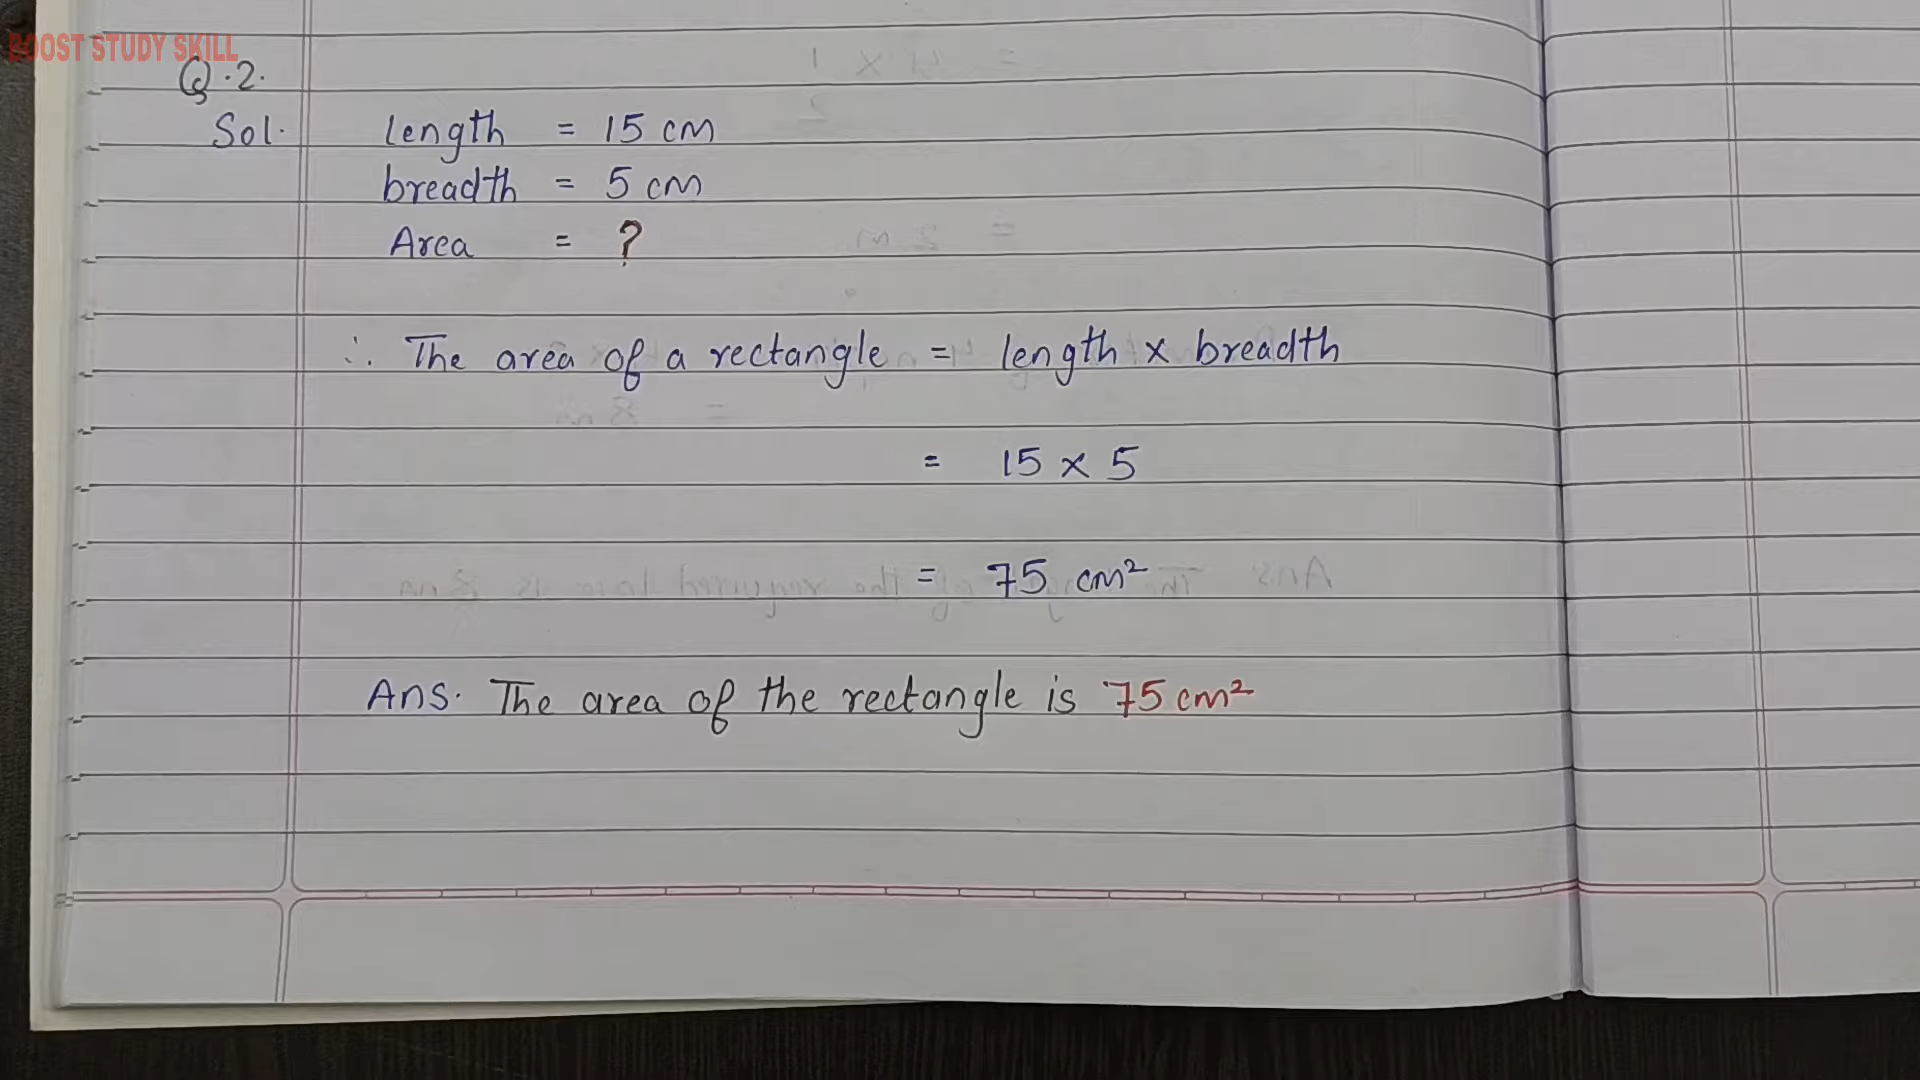 BOOST STUDY SKILL
Q.2.
Sol. length = 15 cm
breadth = 5 cm
Area = ?
∴ The area of a rectangle = length x breadth
= 15 x 5
= 75 cm²
Ans. The area of the rectangle is 75 cm²